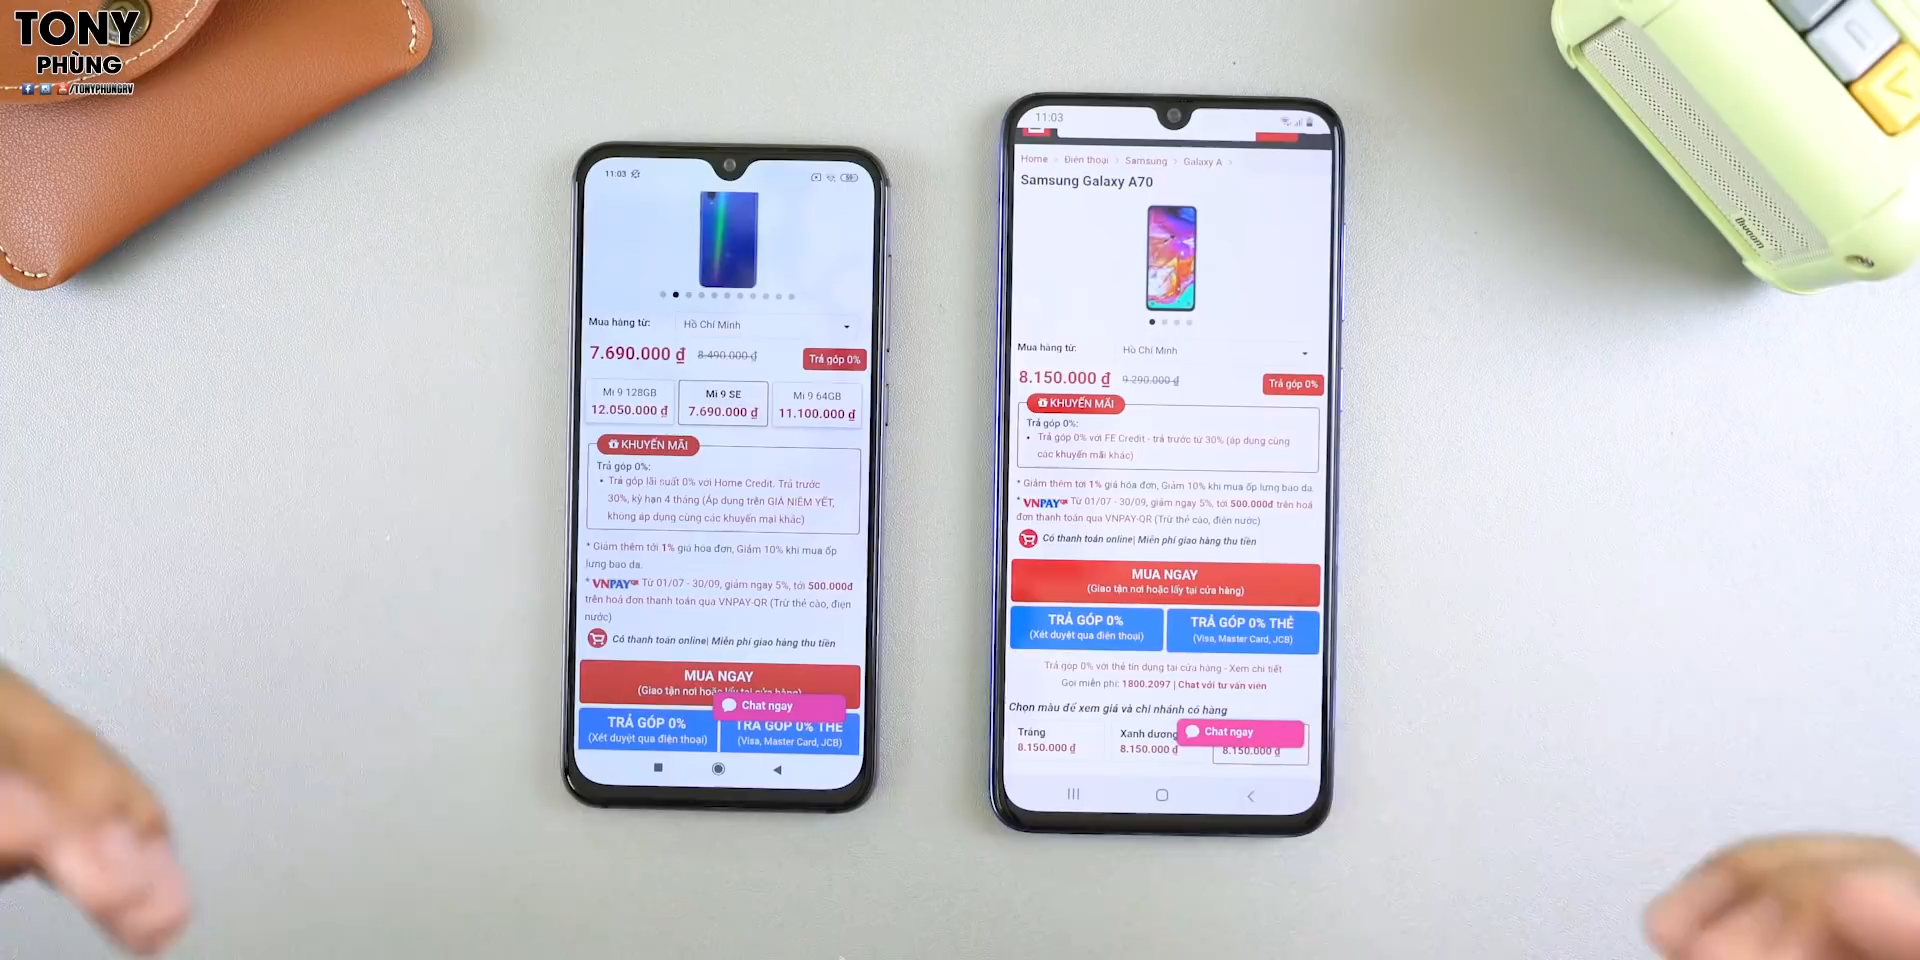 TONY
PHÙNG
/TONYPHUNGRV
11:03
59
Mua hàng từ:
Hồ Chí Minh
7.690.000 ₫ 8.490.000 ₫
Trả góp 0%
Mi 9 128GB
12.050.000 ₫
Mi 9 SE
7.690.000 ₫
Mi 9 64GB
11.100.000 ₫
KHUYẾN MÃI
Trả góp 0%:
• Trả góp lãi suất 0% với Home Credit. Trả trước
30%, kỳ hạn 4 tháng (Áp dụng trên GIÁ NIÊM YẾT,
không áp dụng cùng các khuyến mại khác)
* Giảm thêm tới 1% giá hóa đơn, Giảm 10% khi mua ốp
lưng bao da.
* VNPAY QR Từ 01/07 - 30/09, giảm ngay 5%, tới 500.000đ
trên hoá đơn thanh toán qua VNPAY-QR (Trừ thẻ cào, điện
nước)
Có thanh toán online| Miễn phí giao hàng thu tiền
MUA NGAY
(Giao tận nơi hoặc lấy tại cửa hàng)
Chat ngay
TRẢ GÓP 0%
(Xét duyệt qua điện thoại)
TRẢ GÓP 0% THẺ
(Visa, Master Card, JCB)
11:03
Home > Điện thoại > Samsung > Galaxy A >
Samsung Galaxy A70
Mua hàng từ:
Hồ Chí Minh
8.150.000 ₫ 9.290.000 ₫
Trả góp 0%
KHUYẾN MÃI
Trả góp 0%:
• Trả góp 0% với FE Credit - trả trước từ 30% (áp dụng cùng
các khuyến mãi khác)
* Giảm thêm tới 1% giá hóa đơn, Giảm 10% khi mua ốp lưng bao da.
* VNPAY QR Từ 01/07 - 30/09, giảm ngay 5%, tới 500.000đ trên hoá
đơn thanh toán qua VNPAY-QR (Trừ thẻ cào, điện nước)
Có thanh toán online| Miễn phí giao hàng thu tiền
MUA NGAY
(Giao tận nơi hoặc lấy tại cửa hàng)
TRẢ GÓP 0%
(Xét duyệt qua điện thoại)
TRẢ GÓP 0% THẺ
(Visa, Master Card, JCB)
Trả góp 0% với thẻ tín dụng tại cửa hàng - Xem chi tiết
Gọi miễn phí: 1800.2097 | Chat với tư vấn viên
Chọn màu để xem giá và chi nhánh có hàng
Trắng
8.150.000 ₫
Xanh dương
8.150.000 ₫
Chat ngay
8.150.000 ₫
Divoom